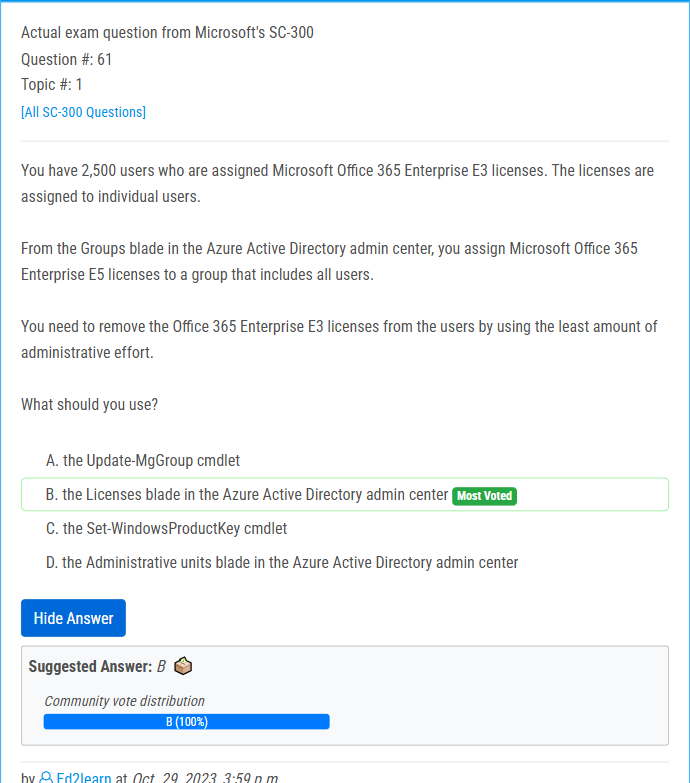 Actual exam question from Microsoft's SC-300
Question #: 61
Topic #: 1
[All SC-300 Questions]
You have 2,500 users who are assigned Microsoft Office 365 Enterprise E3 licenses. The licenses are
assigned to individual users.
From the Groups blade in the Azure Active Directory admin center, you assign Microsoft Office 365
Enterprise E5 licenses to a group that includes all users.
You need to remove the Office 365 Enterprise E3 licenses from the users by using the least amount of
administrative effort.
What should you use?
A. the Update-MgGroup cmdlet
B. the Licenses blade in the Azure Active Directory admin center Most Voted
C. the Set-WindowsProductKey cmdlet
D. the Administrative units blade in the Azure Active Directory admin center
Hide Answer
Suggested Answer: B
Community vote distribution
B (100%)
by Ed2learn at Oct. 29, 2023, 3:59 p.m.